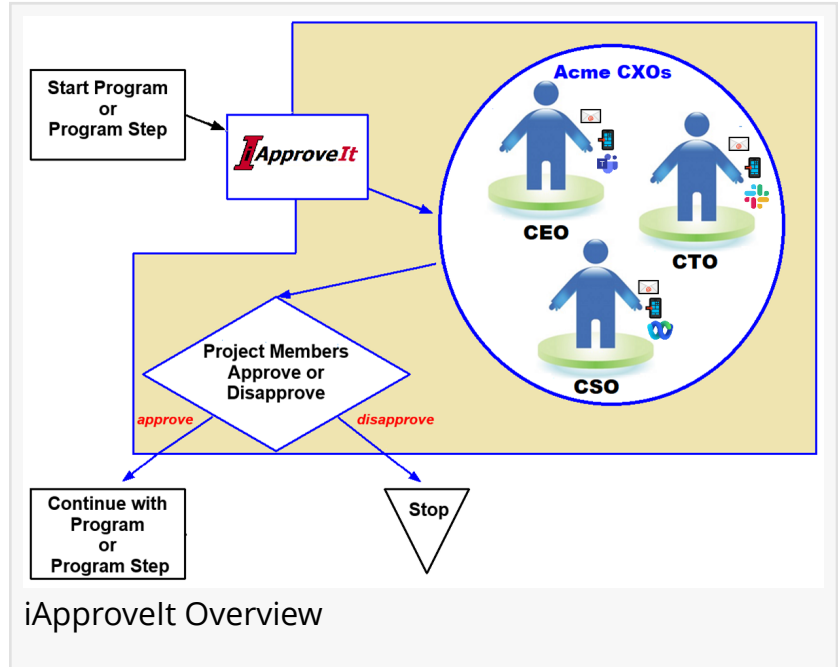 Acme CXOs
Start Program
or
Program Step
IApproveIt
CEO
CTO
CSO
Project Members
Approve or
Disapprove
approve
disapprove
Continue with
Program
or
Program Step
Stop
iApproveIt Overview